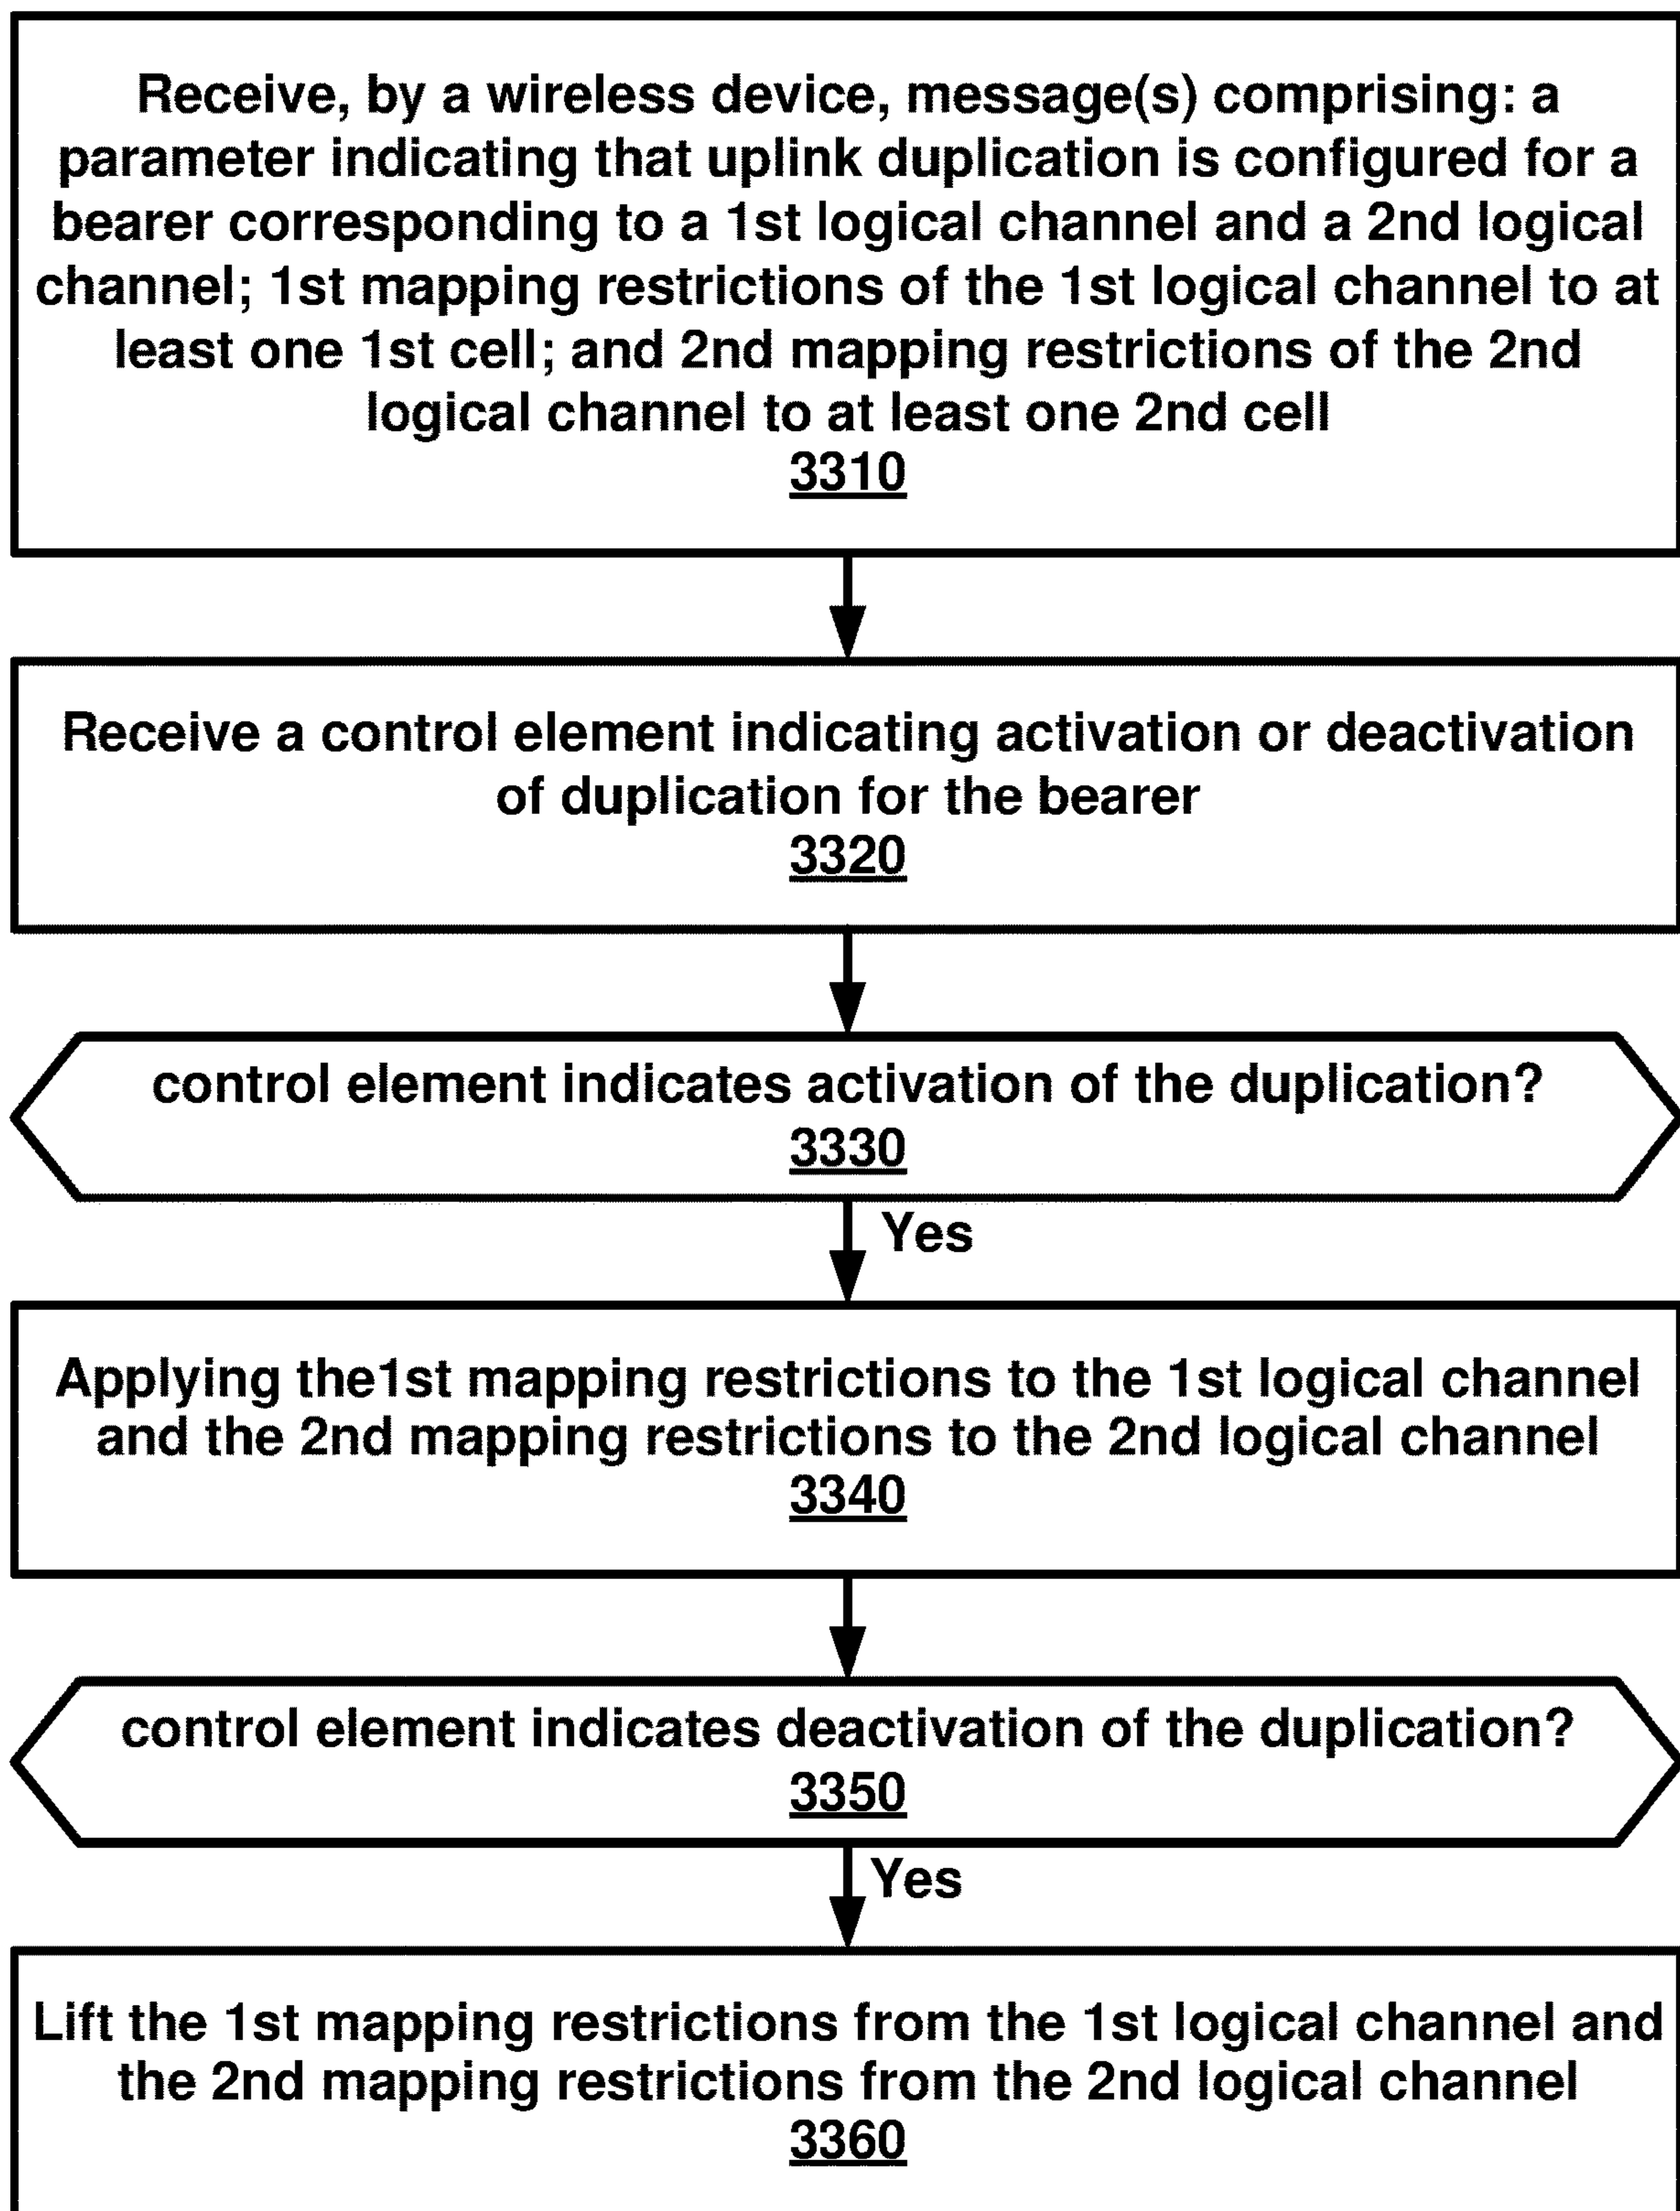 Receive, by a wireless device, message(s) comprising: a
parameter indicating that uplink duplication is configured for a
bearer corresponding to a 1st logical channel and a 2nd logical
channel; 1st mapping restrictions of the 1st logical channel to at
least one 1st cell; and 2nd mapping restrictions of the 2nd
logical channel to at least one 2nd cell
3310
Receive a control element indicating activation or deactivation
of duplication for the bearer
3320
control element indicates activation of the duplication?
3330
Yes
Applying the1st mapping restrictions to the 1st logical channel
and the 2nd mapping restrictions to the 2nd logical channel
3340
control element indicates deactivation of the duplication?
3350
Yes
Lift the 1st mapping restrictions from the 1st logical channel and
the 2nd mapping restrictions from the 2nd logical channel
3360